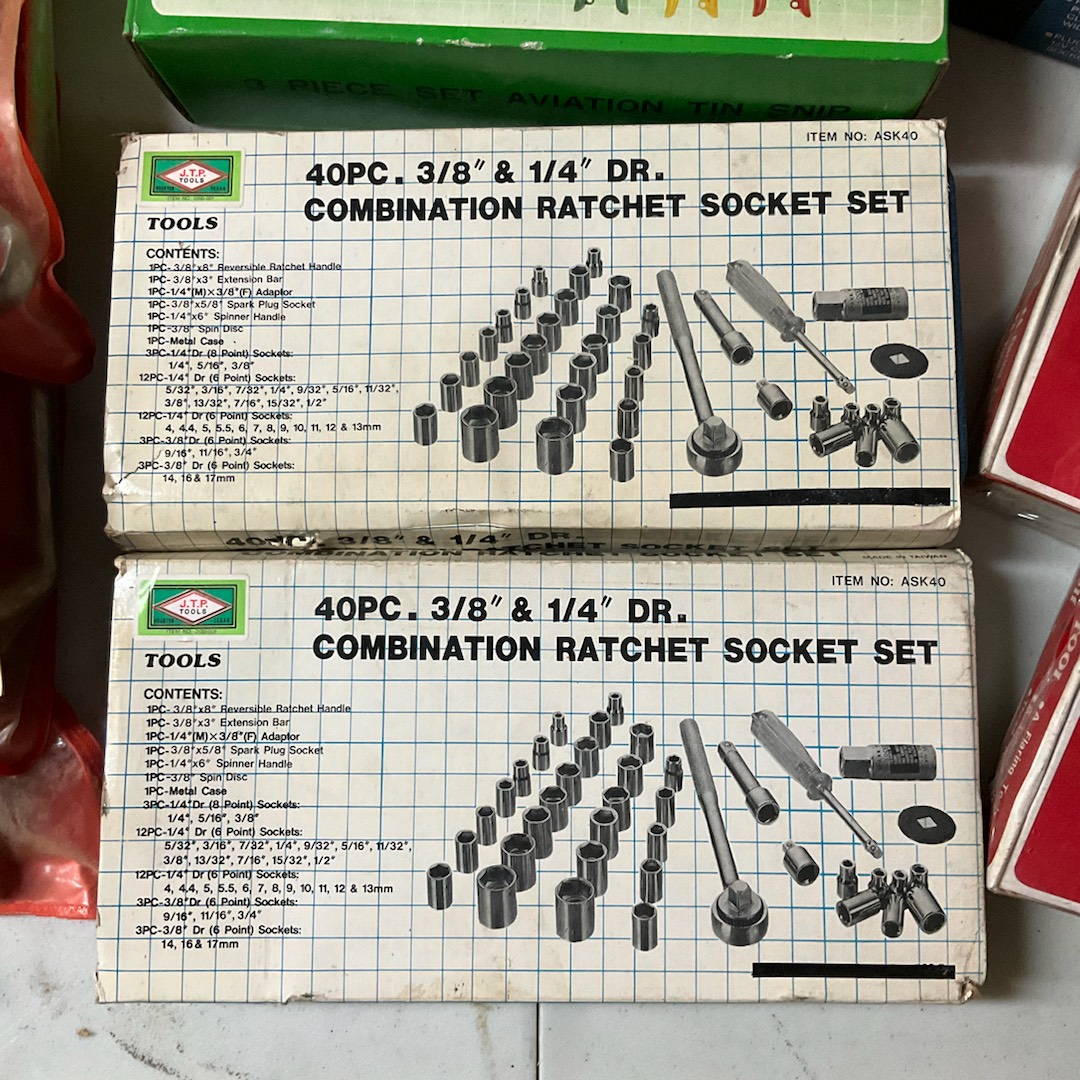 3 PIECE SET AVIATION TIN SNIP
ITEM NO: ASK40
J.T.P.
TOOLS
HOUSTON TEXAS
TOOLS
40PC. 3/8" & 1/4" DR.
COMBINATION RATCHET SOCKET SET
CONTENTS:
1PC- 3/8"x8" Reversible Ratchet Handle
1PC- 3/8"x3" Extension Bar
1PC-1/4"(M)×3/8"(F) Adaptor
1PC-3/8"x5/8" Spark Plug Socket
1PC-1/4"x6" Spinner Handle
1PC-3/8" Spin Disc
1PC-Metal Case
3PC-1/4"Dr (8 Point) Sockets:
1/4", 5/16", 3/8"
12PC-1/4" Dr (6 Point) Sockets:
5/32", 3/16", 7/32", 1/4", 9/32", 5/16", 11/32",
3/8", 13/32", 7/16", 15/32", 1/2"
12PC-1/4" Dr (6 Point) Sockets:
4, 4.4, 5, 5.5, 6, 7, 8, 9, 10, 11, 12 & 13mm
3PC-3/8"Dr (6 Point) Sockets:
9/16", 11/16", 3/4"
3PC-3/8" Dr (6 Point) Sockets:
14, 16 & 17mm
40PC. 3/8" & 1/4" DR.
COMBINATION RATCHET SOCKET SET
MADE IN TAIWAN
ITEM NO: ASK40
J.T.P.
TOOLS
HOUSTON TEXAS
TOOLS
40PC. 3/8" & 1/4" DR.
COMBINATION RATCHET SOCKET SET
CONTENTS:
1PC- 3/8"x8" Reversible Ratchet Handle
1PC- 3/8"x3" Extension Bar
1PC-1/4"(M)×3/8"(F) Adaptor
1PC-3/8"x5/8" Spark Plug Socket
1PC-1/4"x6" Spinner Handle
1PC-3/8" Spin Disc
1PC-Metal Case
3PC-1/4"Dr (8 Point) Sockets:
1/4", 5/16", 3/8"
12PC-1/4" Dr (6 Point) Sockets:
5/32", 3/16", 7/32", 1/4", 9/32", 5/16", 11/32",
3/8", 13/32", 7/16", 15/32", 1/2"
12PC-1/4"Dr (6 Point) Sockets:
4, 4.4, 5, 5.5, 6, 7, 8, 9, 10, 11, 12 & 13mm
3PC-3/8"Dr (6 Point) Sockets:
9/16", 11/16", 3/4"
3PC-3/8" Dr (6 Point) Sockets:
14, 16 & 17mm
TOOL
A Flaring